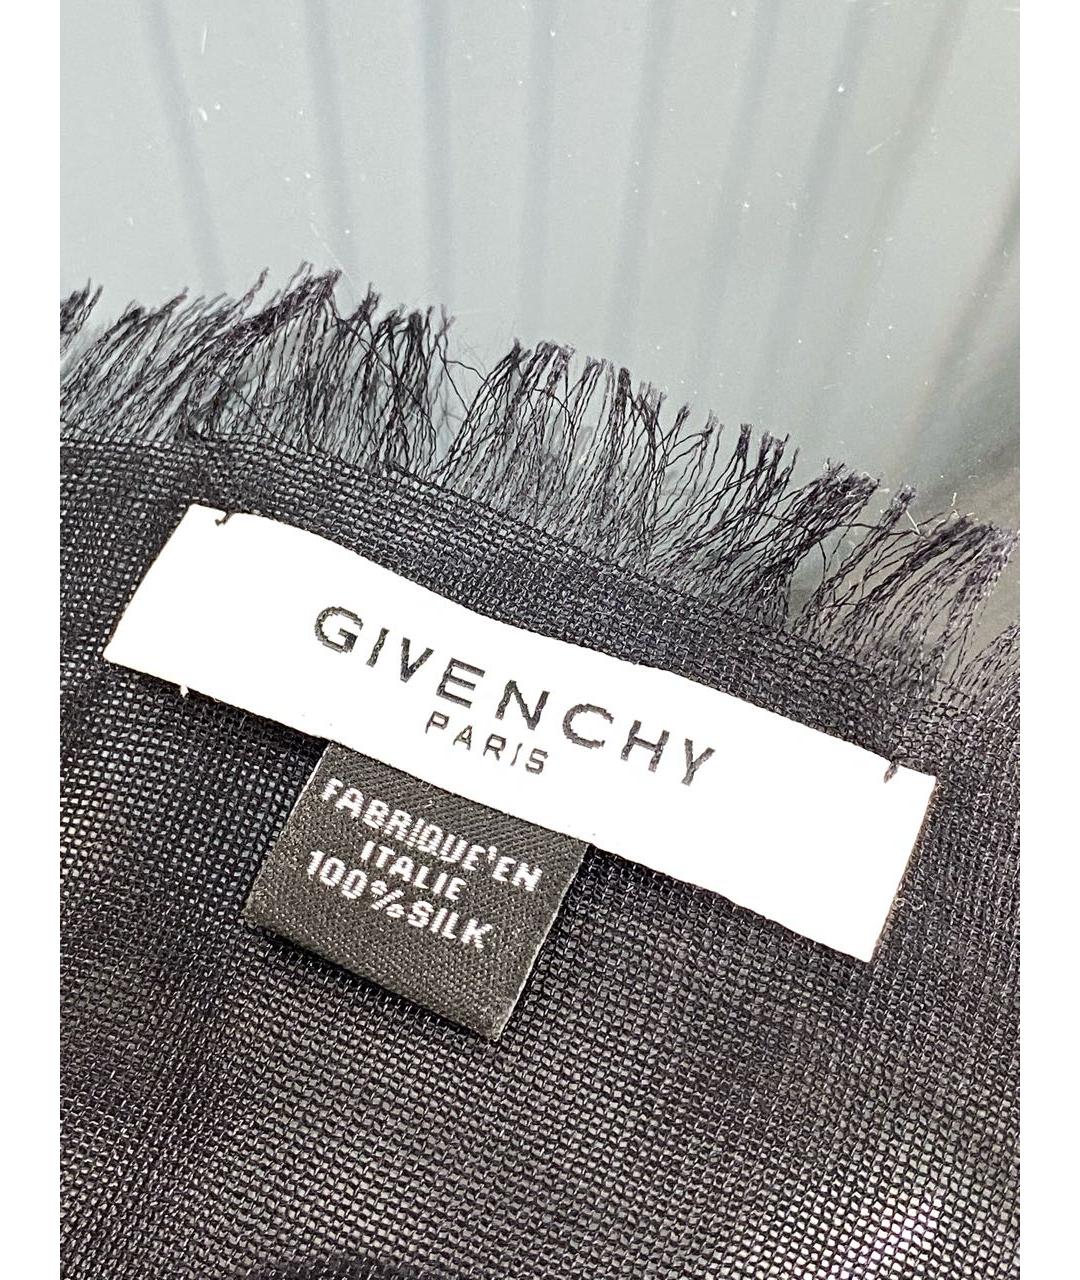 GIVENCHY
PARIS
FABRIQUE'EN
ITALIE
100%SILK